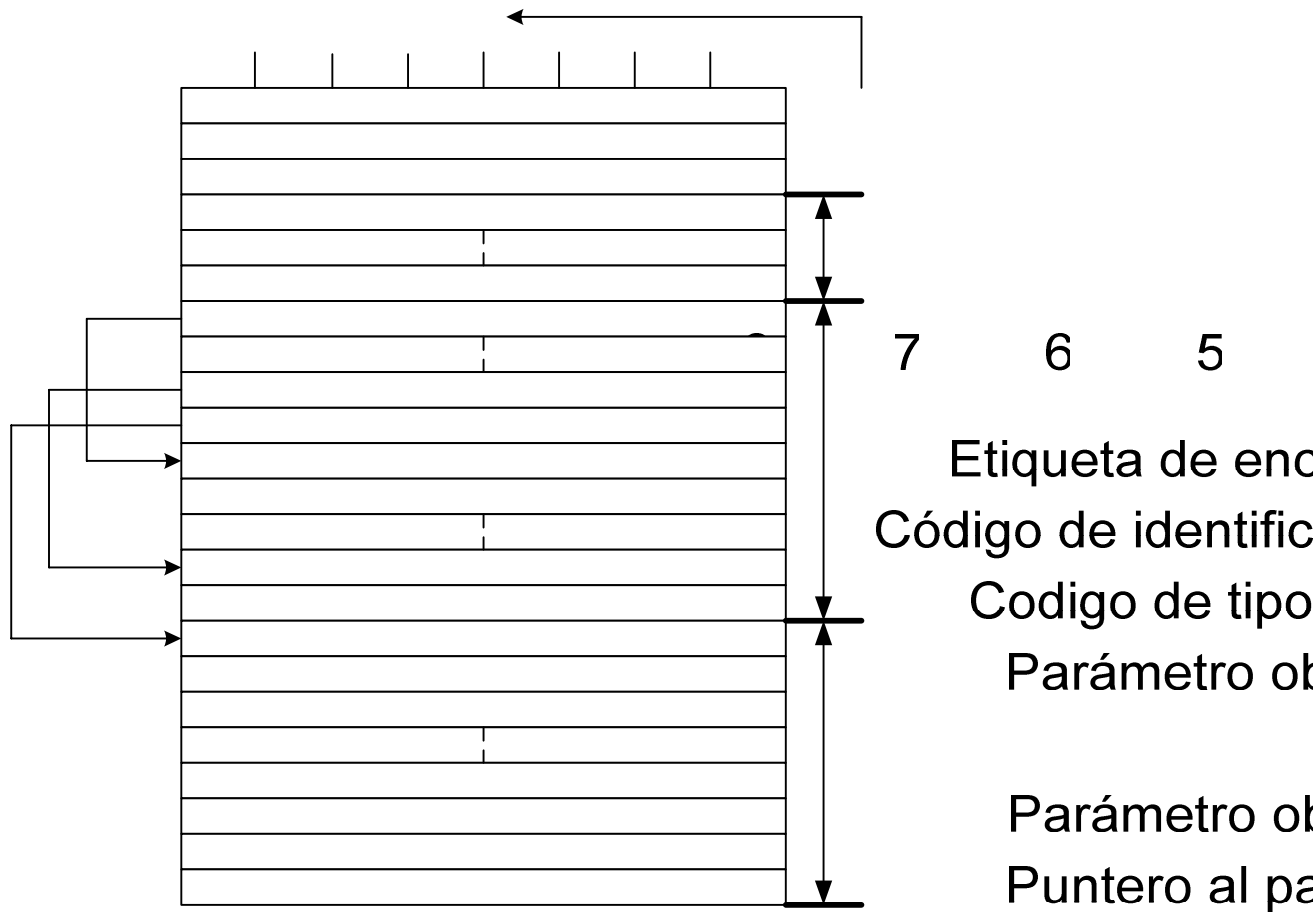 7 6 5
Etiqueta de enc
Código de identific
Codigo de tipo
Parámetro ob
Parámetro ob
Puntero al pa